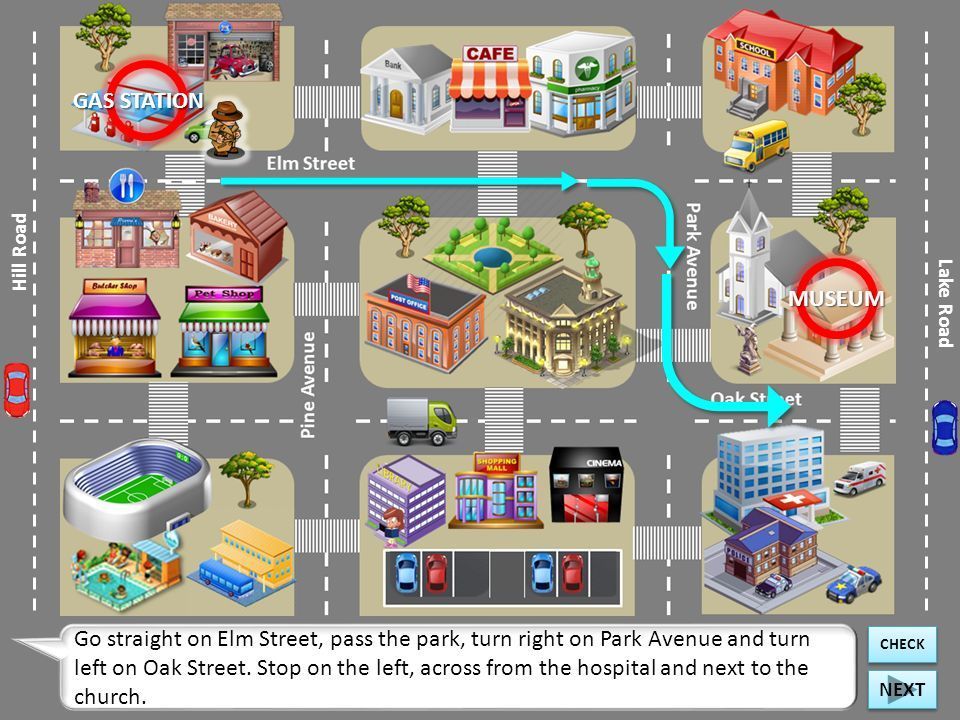 Bank
CAFE
pharmacy
SCHOOL
GAS STATION
Elm Street
Hill Road
BAKERY
Butcher Shop
Pet Shop
POST OFFICE
Park Avenue
MUSEUM
Lake Road
Pine Avenue
Oak Street
LIBRARY
SHOPPING
MALL
CINEMA
POLICE
Go straight on Elm Street, pass the park, turn right on Park Avenue and turn
left on Oak Street. Stop on the left, across from the hospital and next to the
church.
CHECK
NEXT